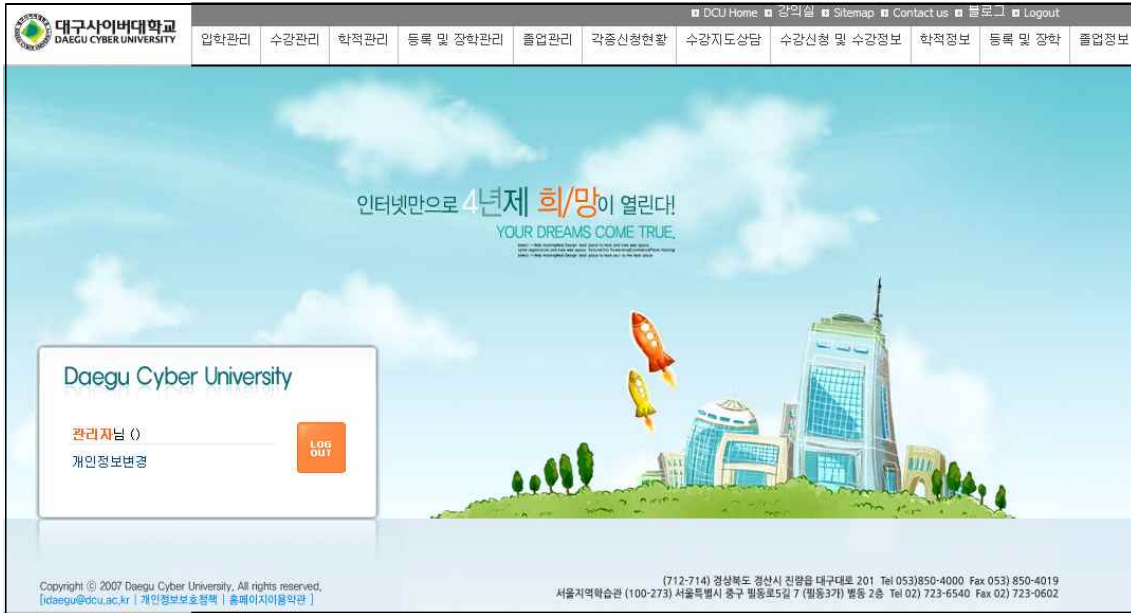 DCU Home 강의실 Sitemap Contact us 블로그 Logout
대구사이버대학교
DAEGU CYBER UNIVERSITY
입학관리 수강관리 학적관리 등록 및 장학관리 졸업관리 각종신청현황 수강지도상담 수강신청 및 수강정보 학적정보 등록 및 장학 졸업정보
인터넷만으로 4년제 희/망이 열린다!
YOUR DREAMS COME TRUE.
Daegu Cyber University
관리자님 ()
개인정보변경
LOG
OUT
Copyright ⓒ 2007 Daegu Cyber University, All rights reserved,
[idaegu@dcu.ac.kr | 개인정보보호정책 | 홈페이지이용약관 ]
(712-714) 경상북도 경산시 진량읍 대구대로 201 Tel 053)850-4000 Fax 053) 850-4019
서울지역학습관 (100-273) 서울특별시 중구 필동로5길 7 (필동3가) 별동 2층 Tel 02) 723-6540 Fax 02) 723-0602